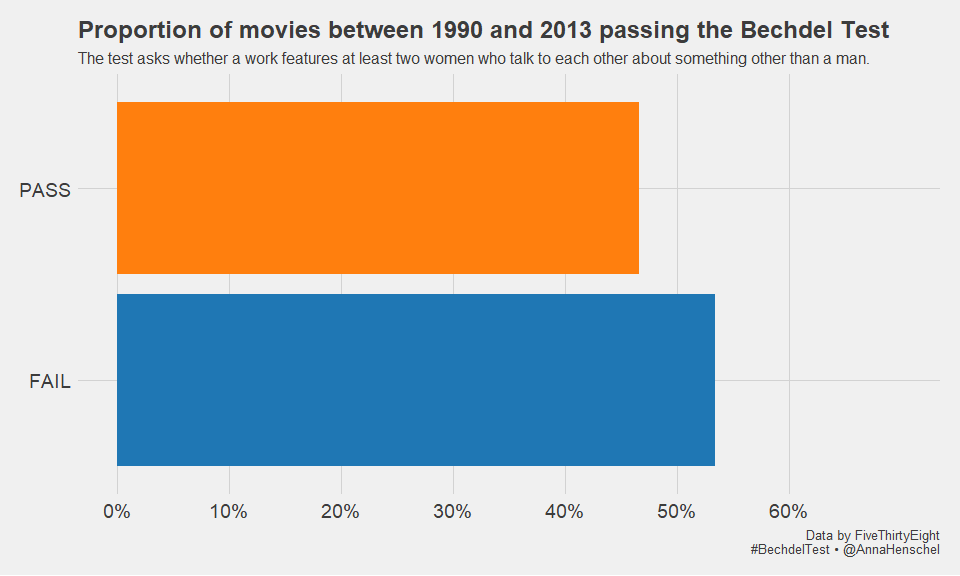 Proportion of movies between 1990 and 2013 passing the Bechdel Test
The test asks whether a work features at least two women who talk to each other about something other than a man.
PASS
FAIL
0% 10% 20% 30% 40% 50% 60%
Data by FiveThirtyEight
#BechdelTest • @AnnaHenschel